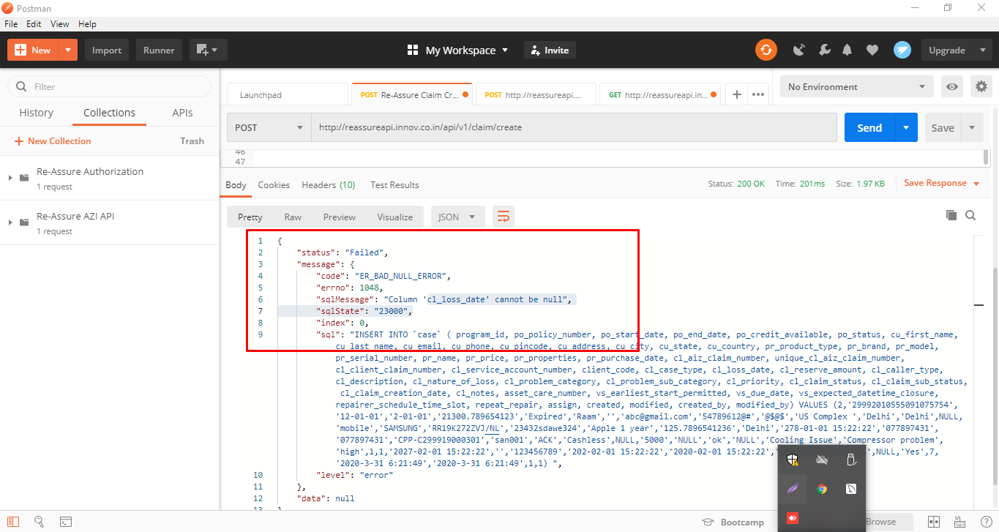 Postman
File Edit View Help
New Import Runner My Workspace Invite Upgrade
Filter
History Collections APIs
New Collection Trash
Re-Assure Authorization
1 request
Re-Assure AZI API
1 request
Launchpad POST Re-Assure Claim Cr... POST http://reassureapi.... GET http://reassureapi.in... No Environment
POST http://reassureapi.innov.co.in/api/v1/claim/create Send Save
46
47
Body Cookies Headers (10) Test Results Status: 200 OK Time: 201ms Size: 1.97 KB Save Response
Pretty Raw Preview Visualize JSON
1 {
2 "status": "Failed",
3 "message": {
4 "code": "ER_BAD_NULL_ERROR",
5 "errno": 1048,
6 "sqlMessage": "Column 'cl_loss_date' cannot be null",
7 "sqlState": "23000",
8 "index": 0,
9 "sql": "INSERT INTO `case` ( program_id, po_policy_number, po_start_date, po_end_date, po_credit_available, po_status, cu_first_name,
cu_last_name, cu_email, cu_phone, cu_pincode, cu_address, cu_city, cu_state, cu_country, pr_product_type, pr_brand, pr_model,
pr_serial_number, pr_name, pr_price, pr_properties, pr_purchase_date, cl_aiz_claim_number, unique_cl_aiz_claim_number,
cl_client_claim_number, cl_service_account_number, client_code, cl_case_type, cl_loss_date, cl_reserve_amount, cl_caller_type,
cl_description, cl_nature_of_loss, cl_problem_category, cl_problem_sub_category, cl_priority, cl_claim_status, cl_claim_sub_status,
cl_claim_creation_date, cl_notes, asset_care_number, vs_earliest_start_permitted, vs_due_date, vs_expected_datetime_closure,
repairer_schedule_time_slot, repeat_repair, assign, created, modified, created_by, modified_by) VALUES (2,'29992010555091075754',
'12-01-01','2-01-01','21300.789654123','Expired','Raam','','abc@gmail.com','54789612@#','@$@$','US Complex ','Delhi','Delhi',NULL,
'mobile','SAMSUNG','RR19K272ZVJ/NL','23432sdawe324','Apple 1 year','125.7896541236','Delhi','278-01-01 15:22:22','077897431',
'077897431','CPP-C299919000301','san001','ACK','Cashless',NULL,'5000','NULL','ok','NULL','Cooling Issue','Compressor problem',
'high',1,1,'2027-02-01 15:22:22','','123456789','202-02-01 15:22:22','2020-02-01 15:22:22',' ',NULL,'Yes',7,
'2020-3-31 6:21:49','2020-3-31 6:21:49',1,1) ",
10 "level": "error"
11 },
12 "data": null
13 }
Bootcamp Browse